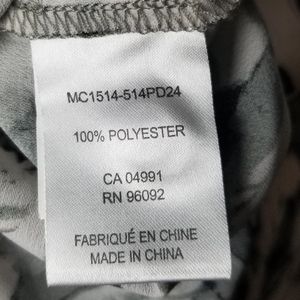 MC1514-514PD24
100% POLYESTER
CA 04991
RN 96092
FABRIQUÉ EN CHINE
MADE IN CHINA